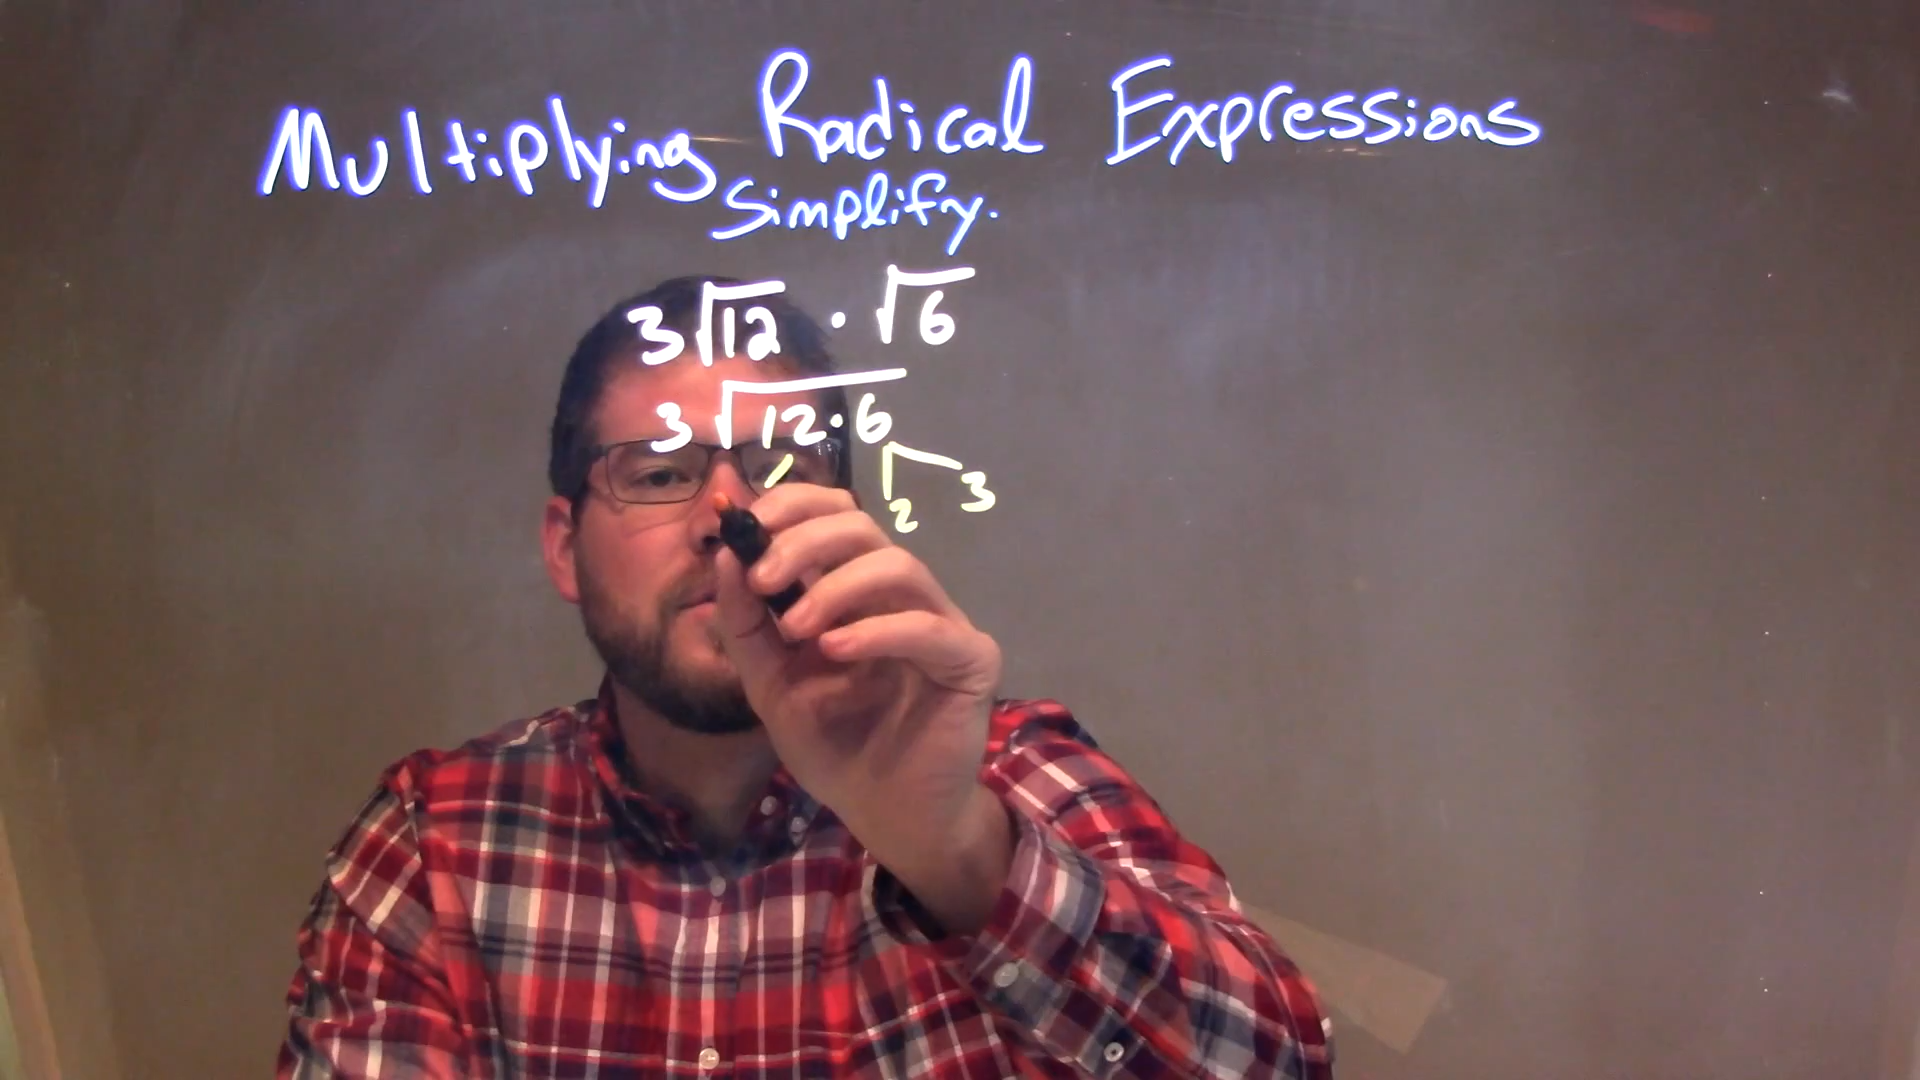 Multiplying Radical Expressions
Simplify.
3√12 · √6
3√12·6
2 3